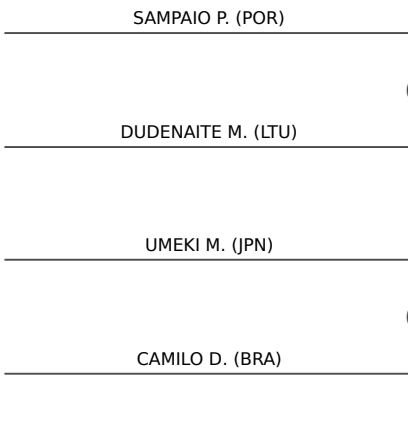 SAMPAIO P. (POR)
DUDENAITE M. (LTU)
UMEKI M. (JPN)
CAMILO D. (BRA)